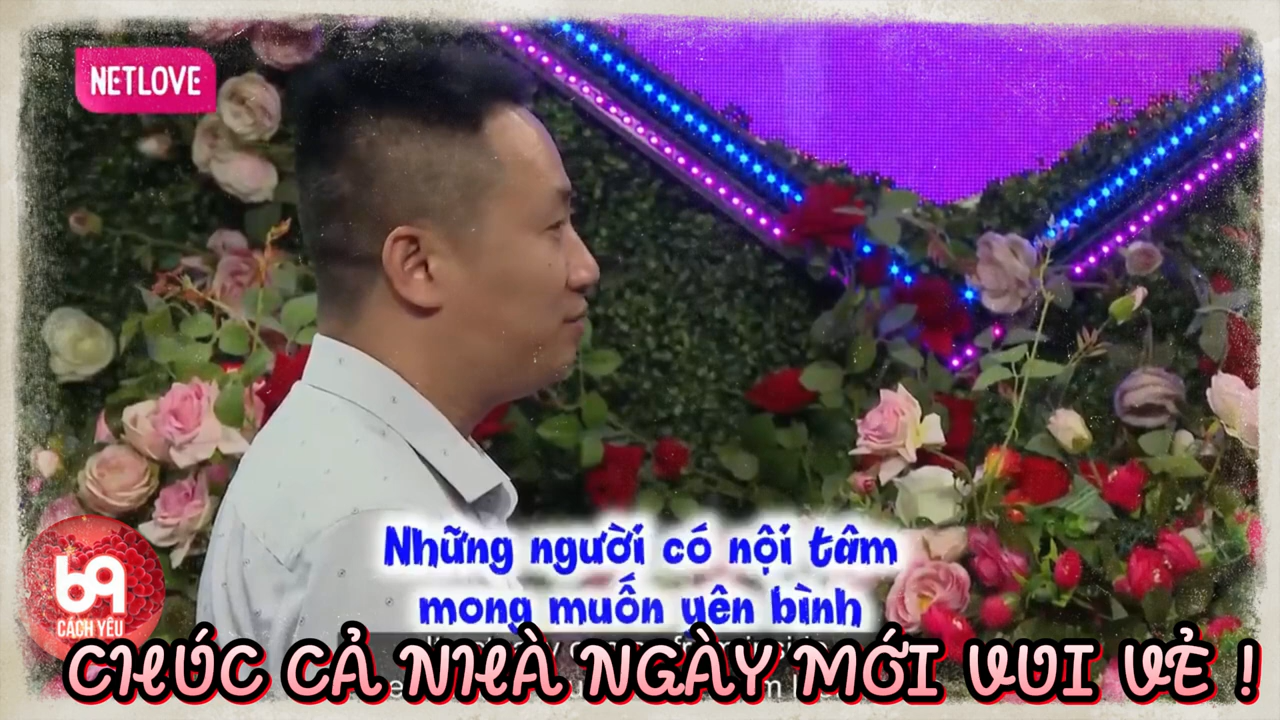 NETLOVE
Những người có nội tâm
mong muốn yên bình
69
CÁCH YÊU
CHÚC CẢ NHÀ NGÀY MỚI VUI VẺ !